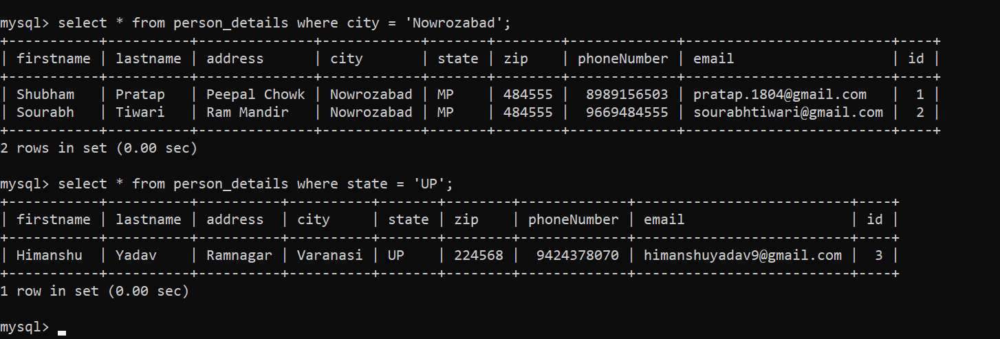 mysql> select * from person_details where city = 'Nowrozabad';
+-----------+----------+--------------+------------+-------+--------+-------------+--------------------------+----+
| firstname | lastname | address      | city       | state | zip    | phoneNumber | email                    | id |
+-----------+----------+--------------+------------+-------+--------+-------------+--------------------------+----+
| Shubham   | Pratap   | Peepal Chowk | Nowrozabad | MP    | 484555 |  8989156503 | pratap.1804@gmail.com    |  1 |
| Sourabh   | Tiwari   | Ram Mandir   | Nowrozabad | MP    | 484555 |  9669484555 | sourabhtiwari@gmail.com |  2 |
+-----------+----------+--------------+------------+-------+--------+-------------+--------------------------+----+
2 rows in set (0.00 sec)
mysql> select * from person_details where state = 'UP';
+-----------+----------+----------+----------+-------+--------+-------------+--------------------------+----+
| firstname | lastname | address  | city     | state | zip    | phoneNumber | email                    | id |
+-----------+----------+----------+----------+-------+--------+-------------+--------------------------+----+
| Himanshu  | Yadav    | Ramnagar | Varanasi | UP    | 224568 |  9424378070 | himanshuyadav9@gmail.com |  3 |
+-----------+----------+----------+----------+-------+--------+-------------+--------------------------+----+
1 row in set (0.00 sec)
mysql>